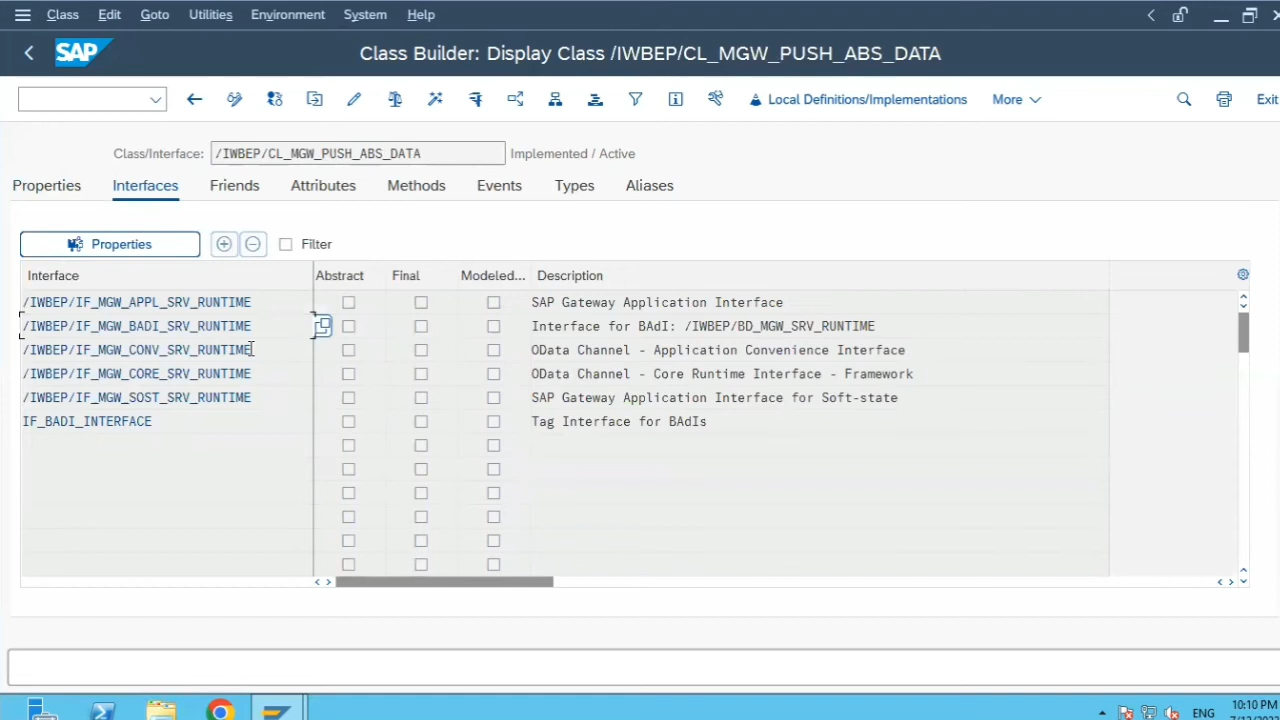 Class Edit Goto Utilities Environment System Help
SAP Class Builder: Display Class /IWBEP/CL_MGW_PUSH_ABS_DATA
Local Definitions/Implementations More Exit
Class/Interface: /IWBEP/CL_MGW_PUSH_ABS_DATA Implemented / Active
Properties Interfaces Friends Attributes Methods Events Types Aliases
Properties Filter
Interface Abstract Final Modeled... Description
/IWBEP/IF_MGW_APPL_SRV_RUNTIME SAP Gateway Application Interface
/IWBEP/IF_MGW_BADI_SRV_RUNTIME Interface for BAdI: /IWBEP/BD_MGW_SRV_RUNTIME
/IWBEP/IF_MGW_CONV_SRV_RUNTIME OData Channel - Application Convenience Interface
/IWBEP/IF_MGW_CORE_SRV_RUNTIME OData Channel - Core Runtime Interface - Framework
/IWBEP/IF_MGW_SOST_SRV_RUNTIME SAP Gateway Application Interface for Soft-state
IF_BADI_INTERFACE Tag Interface for BAdIs
ENG 10:10 PM